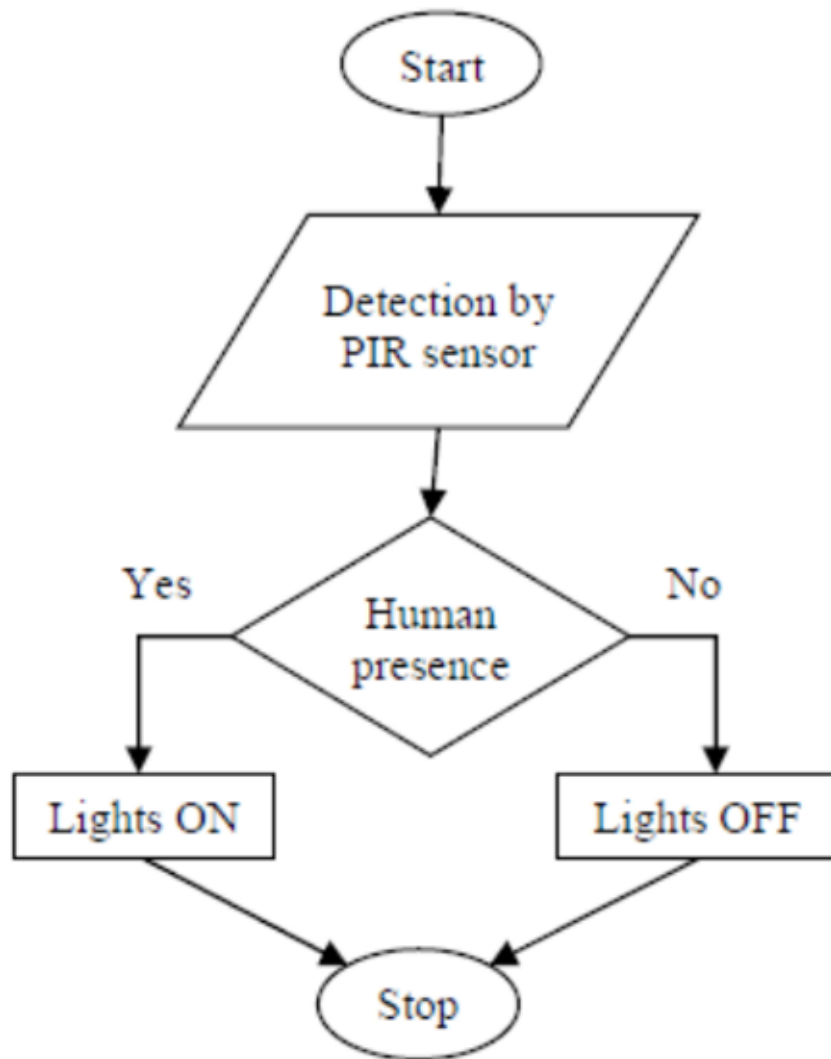 Start
Detection by
PIR sensor
Yes
No
Human
presence
Lights ON
Lights OFF
Stop